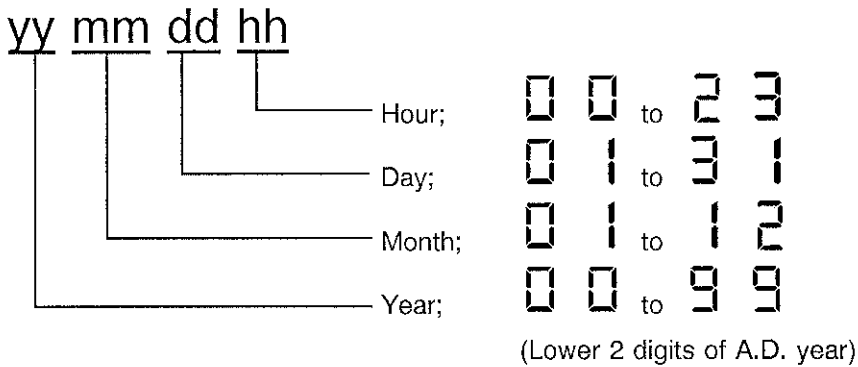 yy mm dd hh
Hour; 00 to 23
Day; 01 to 31
Month; 01 to 12
Year; 00 to 99
(Lower 2 digits of A.D. year)